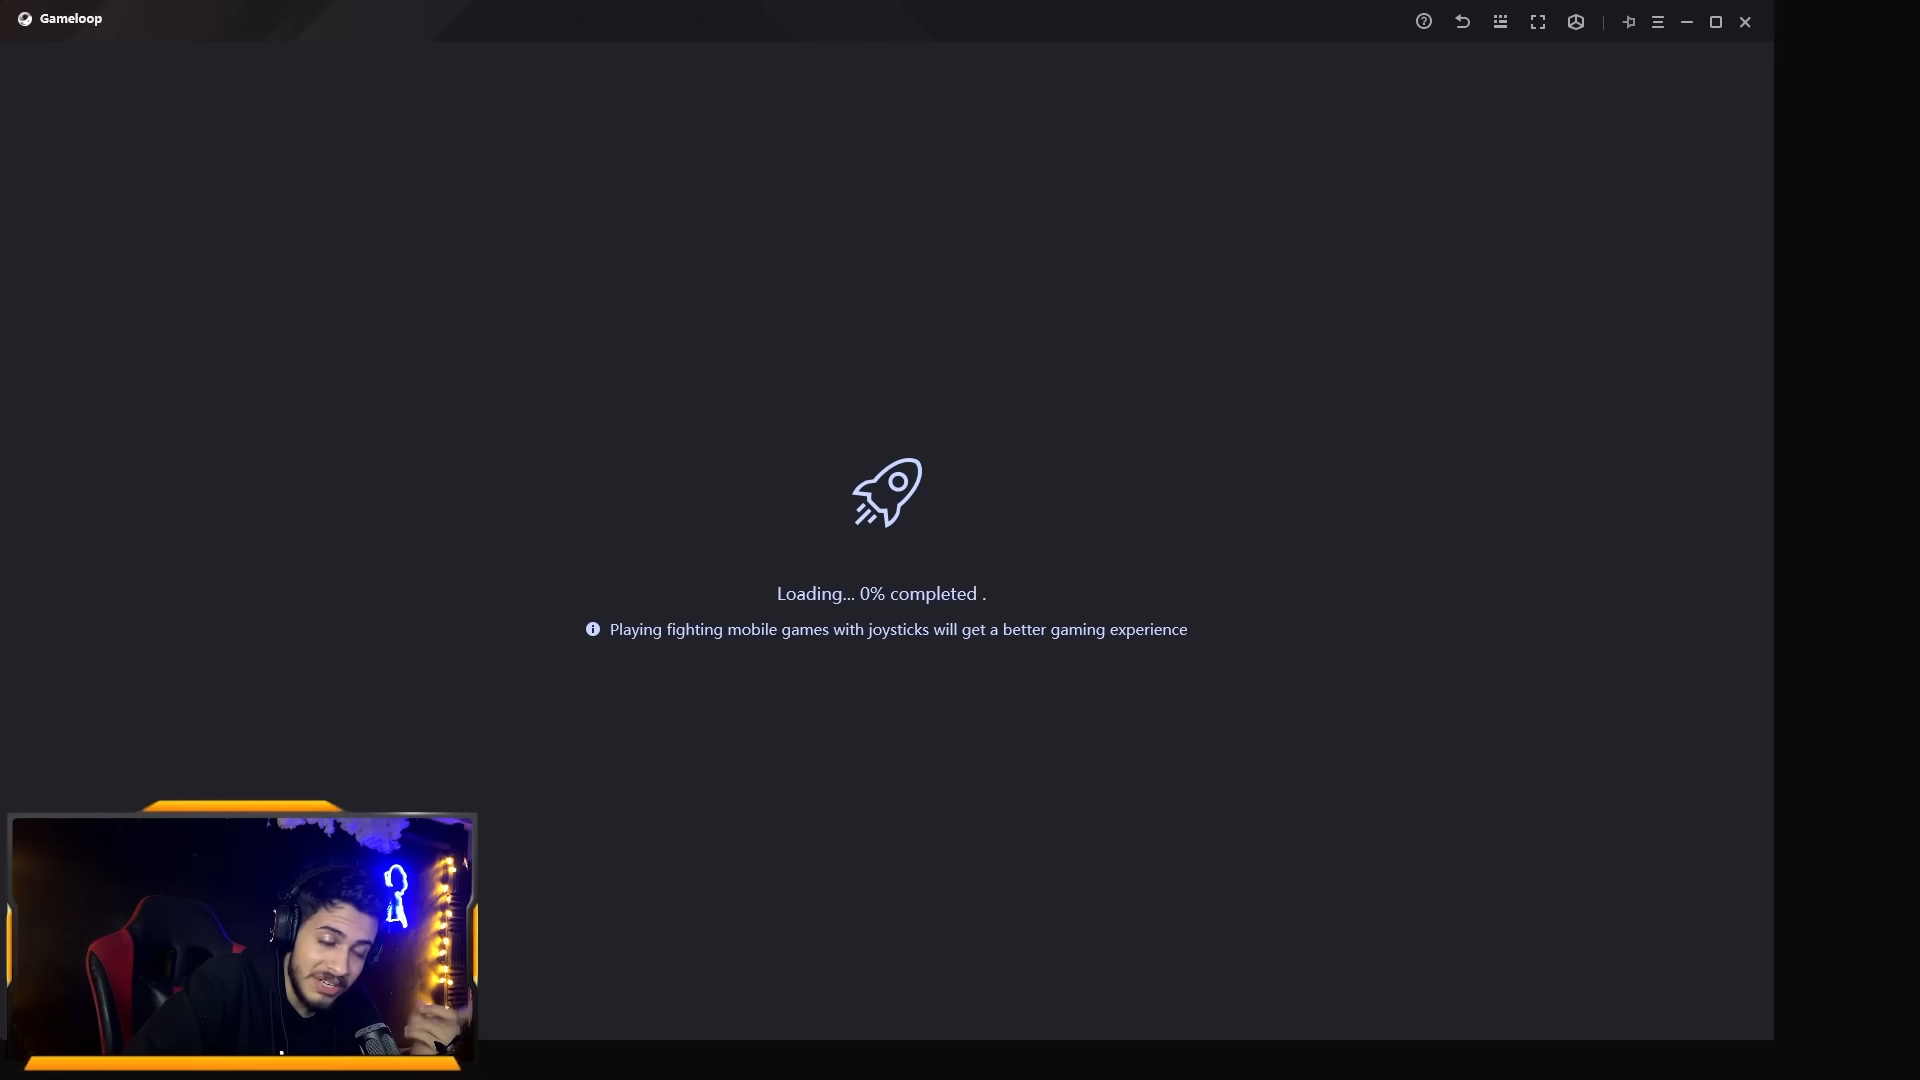 Gameloop
Loading... 0% completed .
Playing fighting mobile games with joysticks will get a better gaming experience